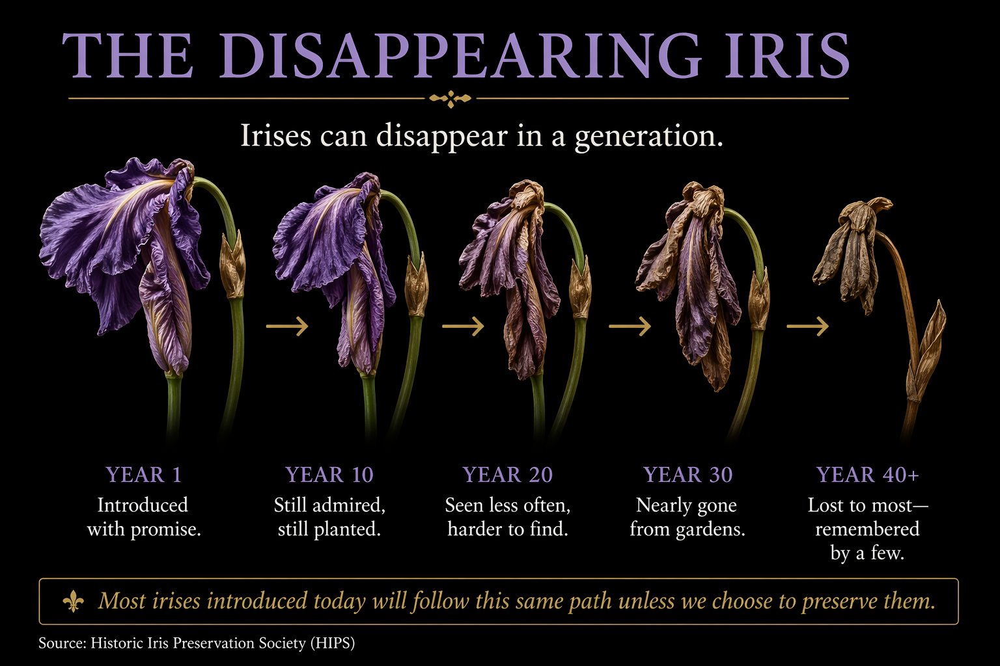 THE DISAPPEARING IRIS
Irises can disappear in a generation.
YEAR 1
Introduced
with promise.
YEAR 10
Still admired,
still planted.
YEAR 20
Seen less often,
harder to find.
YEAR 30
Nearly gone
from gardens.
YEAR 40+
Lost to most—
remembered
by a few.
Most irises introduced today will follow this same path unless we choose to preserve them.
Source: Historic Iris Preservation Society (HIPS)